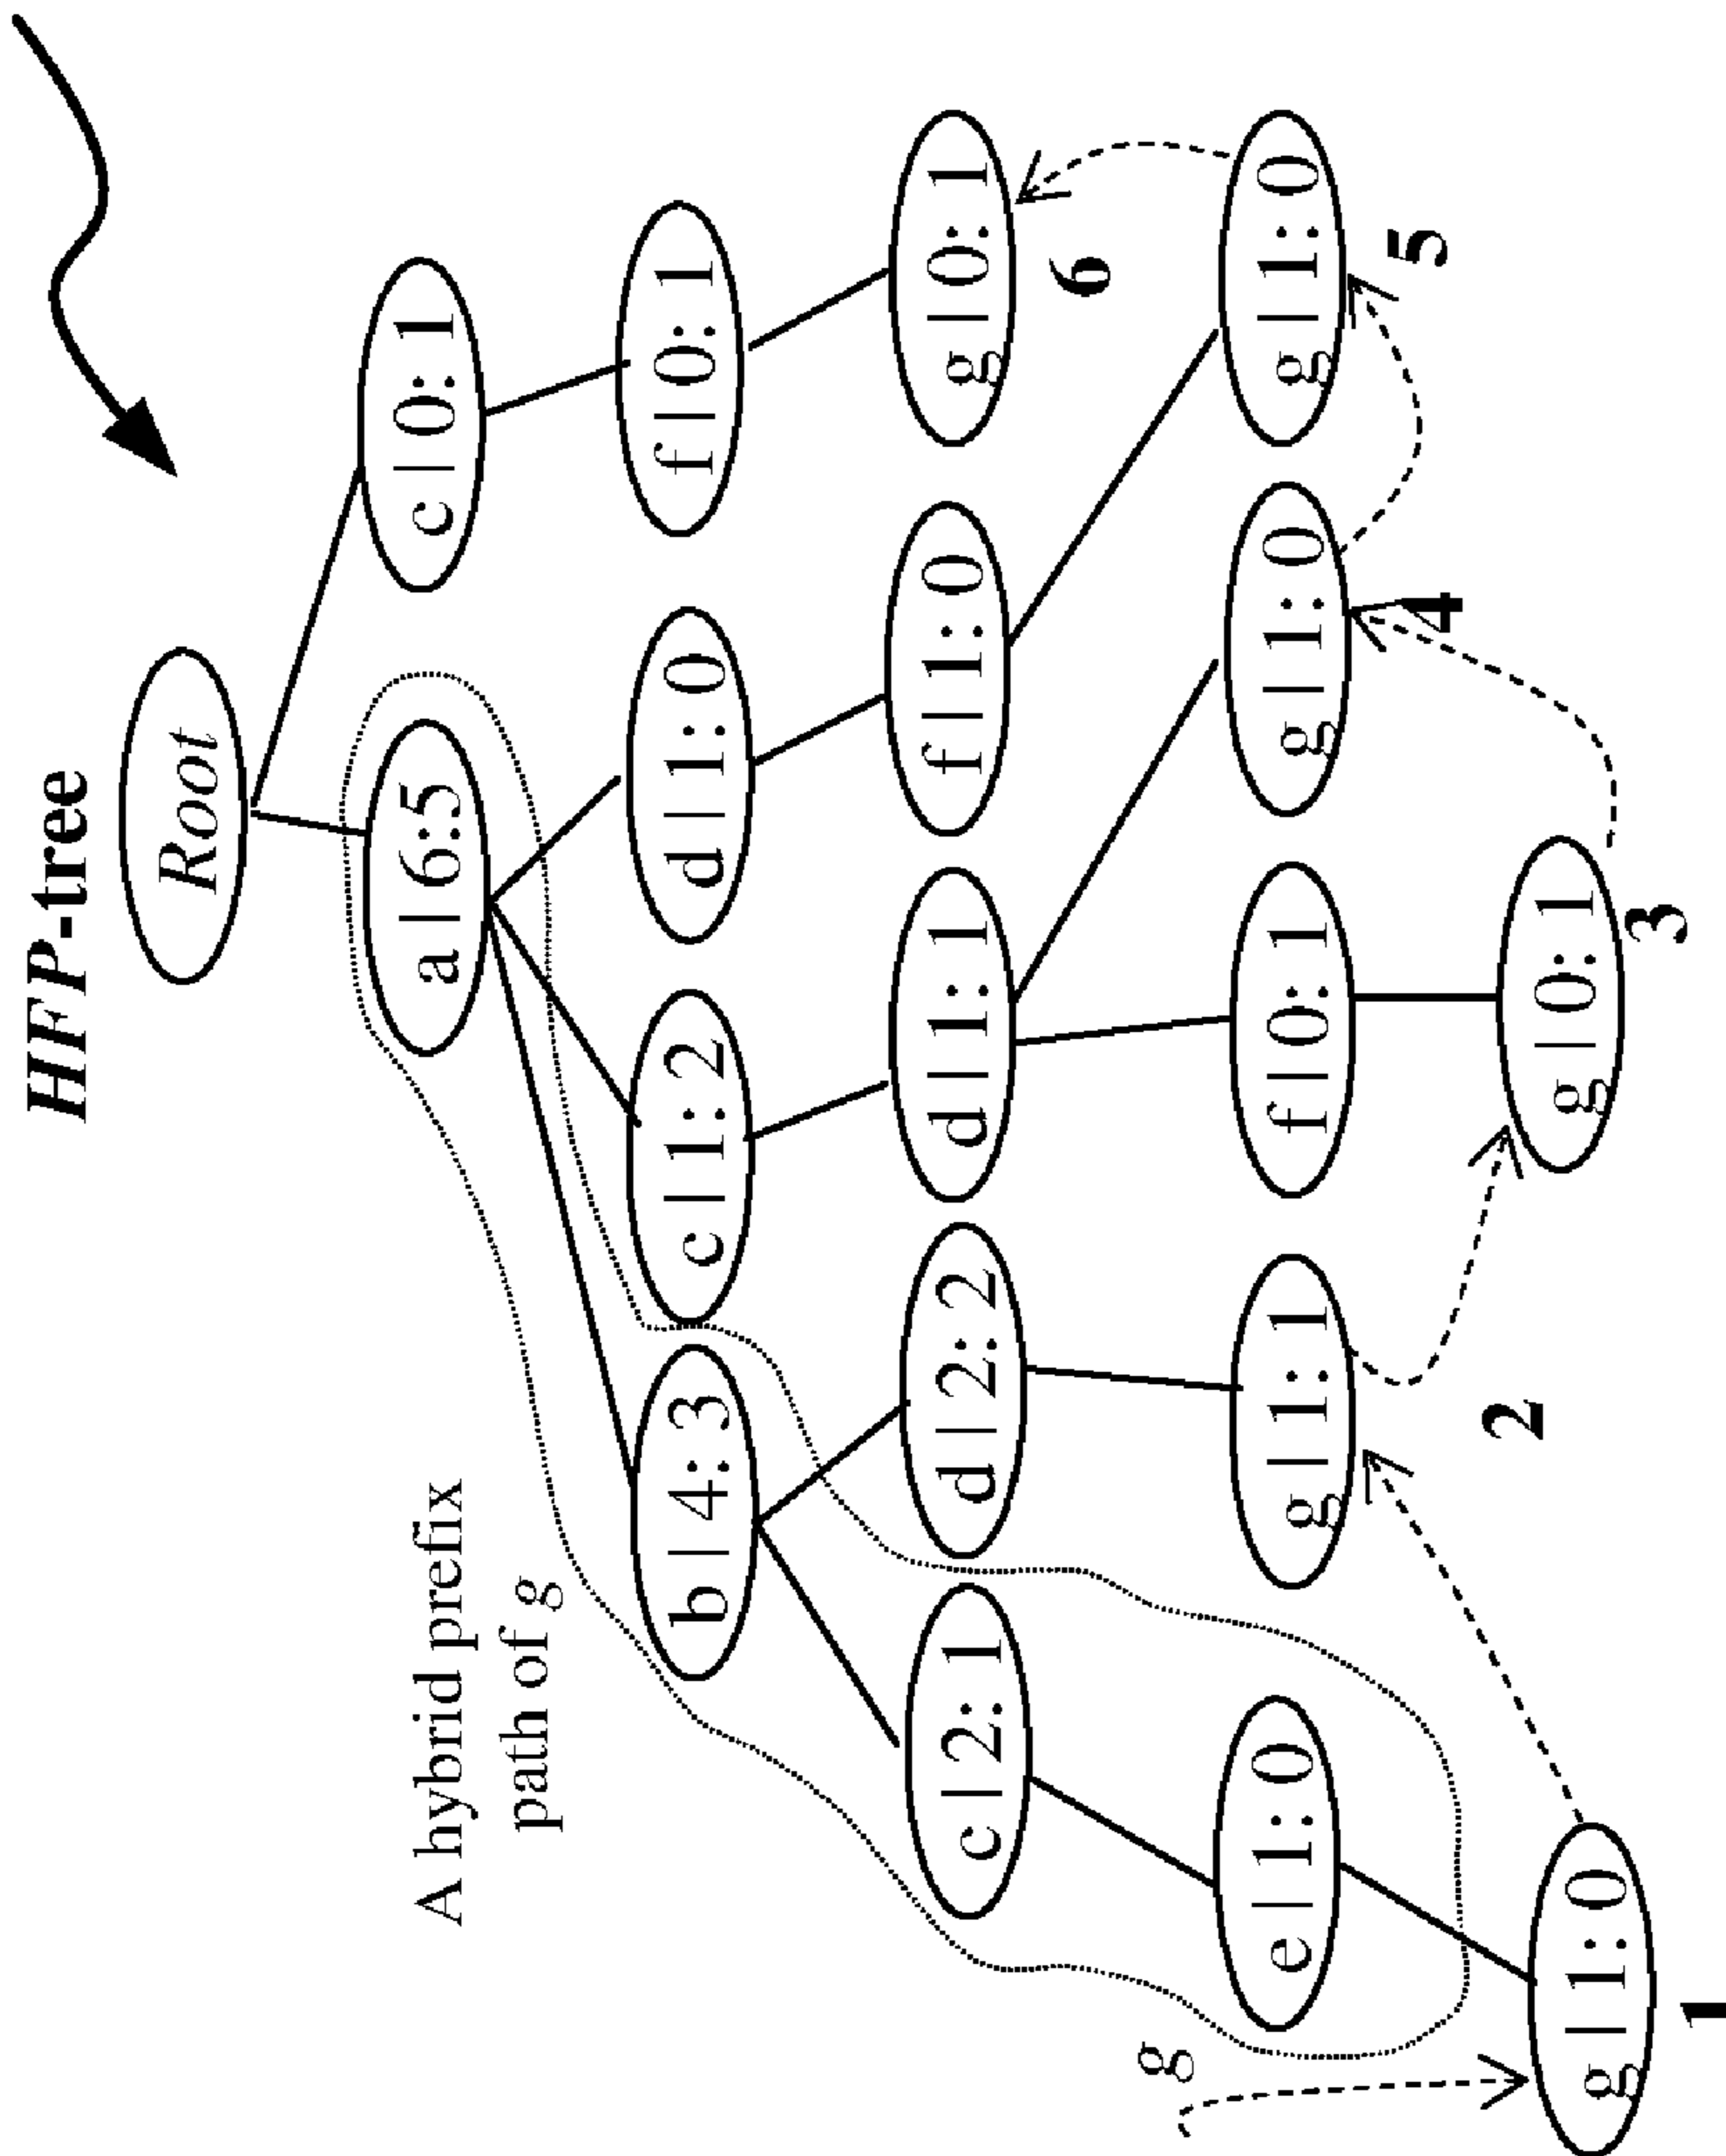 HFP-tree
Root
a | 6:5
c | 0: 1
A hybrid prefix
path of g
b | 4: 3
c | 1: 2
d | 1: 0
f | 0: 1
c | 2: 1
d | 2: 2
d | 1: 1
f | 1: 0
g | 0: 1
6
g
e | 1: 0
g | 1: 1
f | 0: 1
g | 1: 0
g | 1: 0
2
4
5
g | 1: 0
g | 0: 1
1
3